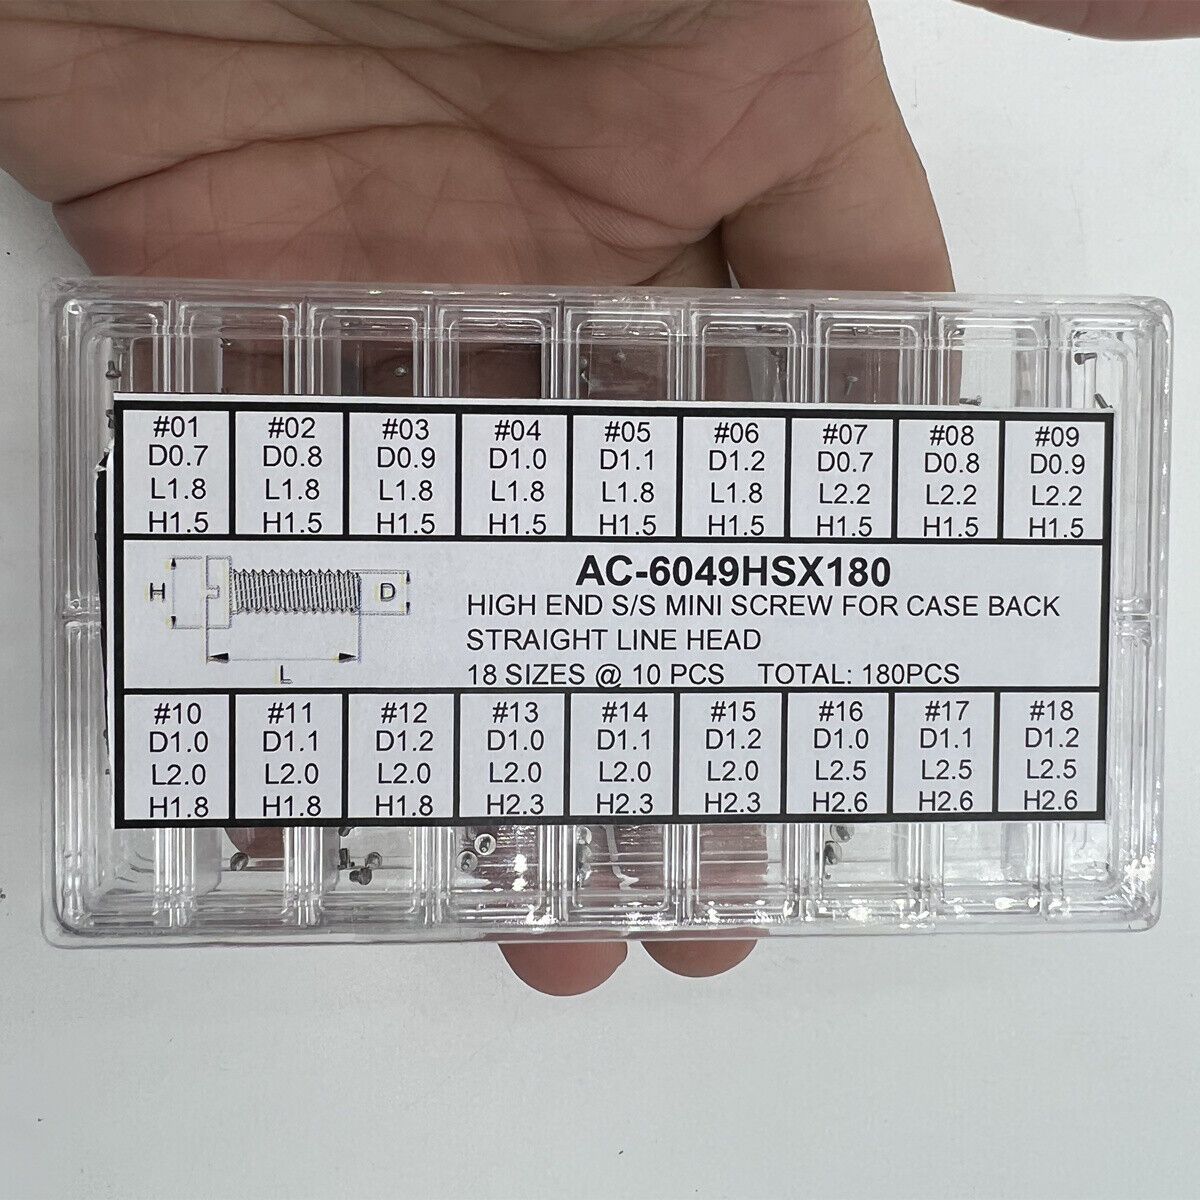 #01 #02 #03 #04 #05 #06 #07 #08 #09
D0.7 D0.8 D0.9 D1.0 D1.1 D1.2 D0.7 D0.8 D0.9
L1.8 L1.8 L1.8 L1.8 L1.8 L1.8 L2.2 L2.2 L2.2
H1.5 H1.5 H1.5 H1.5 H1.5 H1.5 H1.5 H1.5 H1.5
H D
L
AC-6049HSX180
HIGH END S/S MINI SCREW FOR CASE BACK
STRAIGHT LINE HEAD
18 SIZES @ 10 PCS TOTAL: 180PCS
#10 #11 #12 #13 #14 #15 #16 #17 #18
D1.0 D1.1 D1.2 D1.0 D1.1 D1.2 D1.0 D1.1 D1.2
L2.0 L2.0 L2.0 L2.0 L2.0 L2.0 L2.5 L2.5 L2.5
H1.8 H1.8 H1.8 H2.3 H2.3 H2.3 H2.6 H2.6 H2.6